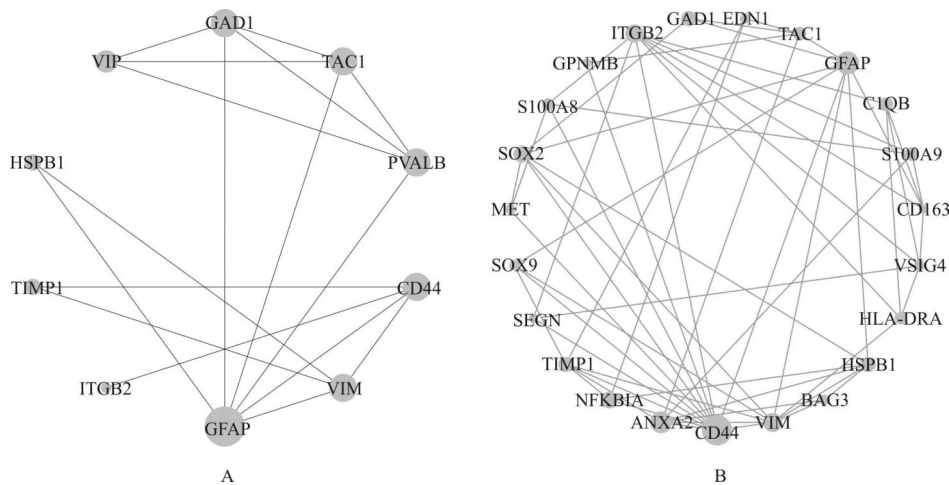 GAD1
VIP
TAC1
HSPB1
PVALB
TIMP1
CD44
ITGB2
VIM
GFAP
A
GAD1
EDN1
ITGB2
TAC1
GPNMB
GFAP
S100A8
C1QB
SOX2
S100A9
MET
CD163
SOX9
VSIG4
SEGN
HLA-DRA
TIMP1
HSPB1
NFKBIA
BAG3
ANXA2
VIM
CD44
B